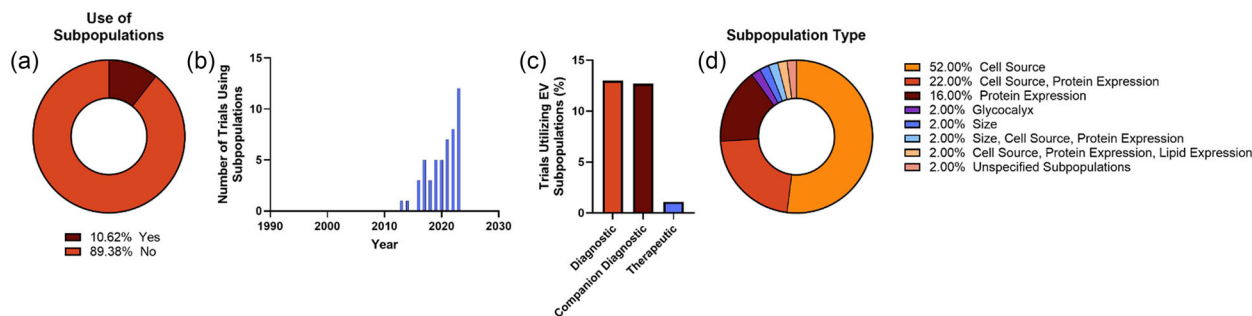 (a)
Use of
Subpopulations
10.62% Yes
89.38% No
(b)
Number of Trials Using
Subpopulations
15
10
5
0
1990 2000 2010 2020 2030
Year
(c)
Trials Utilizing EV
Subpopulations (%)
15
10
5
0
Diagnostic
Companion Diagnostic
Therapeutic
(d)
Subpopulation Type
52.00% Cell Source
22.00% Cell Source, Protein Expression
16.00% Protein Expression
2.00% Glycocalyx
2.00% Size
2.00% Size, Cell Source, Protein Expression
2.00% Cell Source, Protein Expression, Lipid Expression
2.00% Unspecified Subpopulations